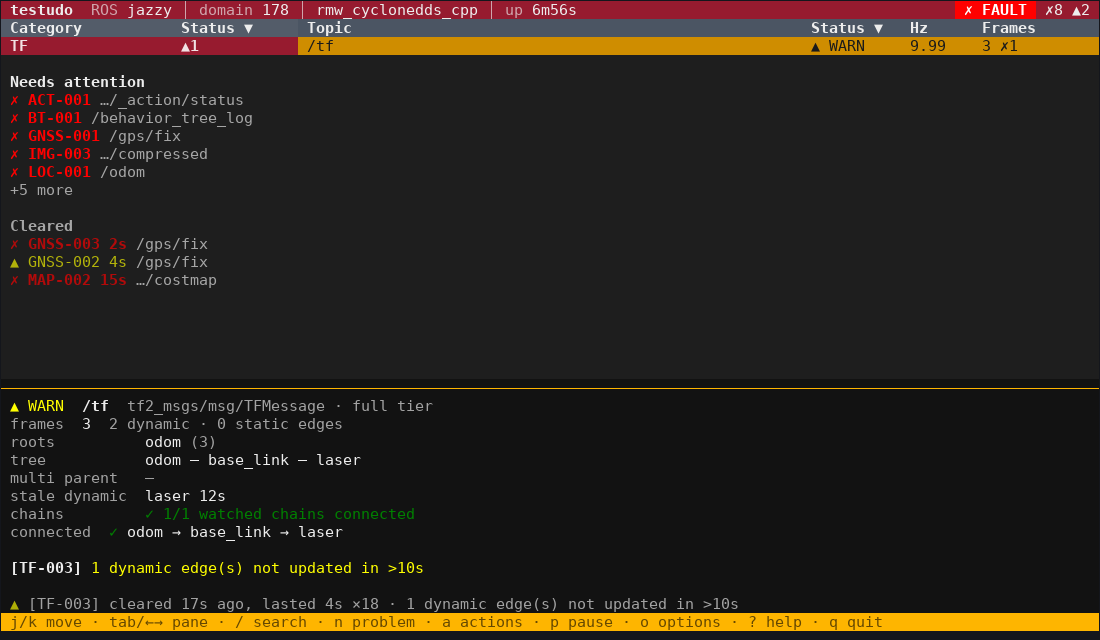 testudo ROS jazzy │ domain 178 │ rmw_cyclonedds_cpp │ up 6m56s ✗ FAULT ✗8 ▲2
Category Status ▼ Topic Status ▼ Hz Frames
TF ▲1 /tf ▲ WARN 9.99 3 ✗1
Needs attention
✗ ACT-001 …/_action/status
✗ BT-001 /behavior_tree_log
✗ GNSS-001 /gps/fix
✗ IMG-003 …/compressed
✗ LOC-001 /odom
+5 more
Cleared
✗ GNSS-003 2s /gps/fix
▲ GNSS-002 4s /gps/fix
✗ MAP-002 15s …/costmap
▲ WARN /tf tf2_msgs/msg/TFMessage · full tier
frames 3 2 dynamic · 0 static edges
roots odom (3)
tree odom — base_link — laser
multi parent —
stale dynamic laser 12s
chains ✓ 1/1 watched chains connected
connected ✓ odom → base_link → laser
[TF-003] 1 dynamic edge(s) not updated in >10s
▲ [TF-003] cleared 17s ago, lasted 4s ×18 · 1 dynamic edge(s) not updated in >10s
j/k move · tab/←→ pane · / search · n problem · a actions · p pause · o options · ? help · q quit